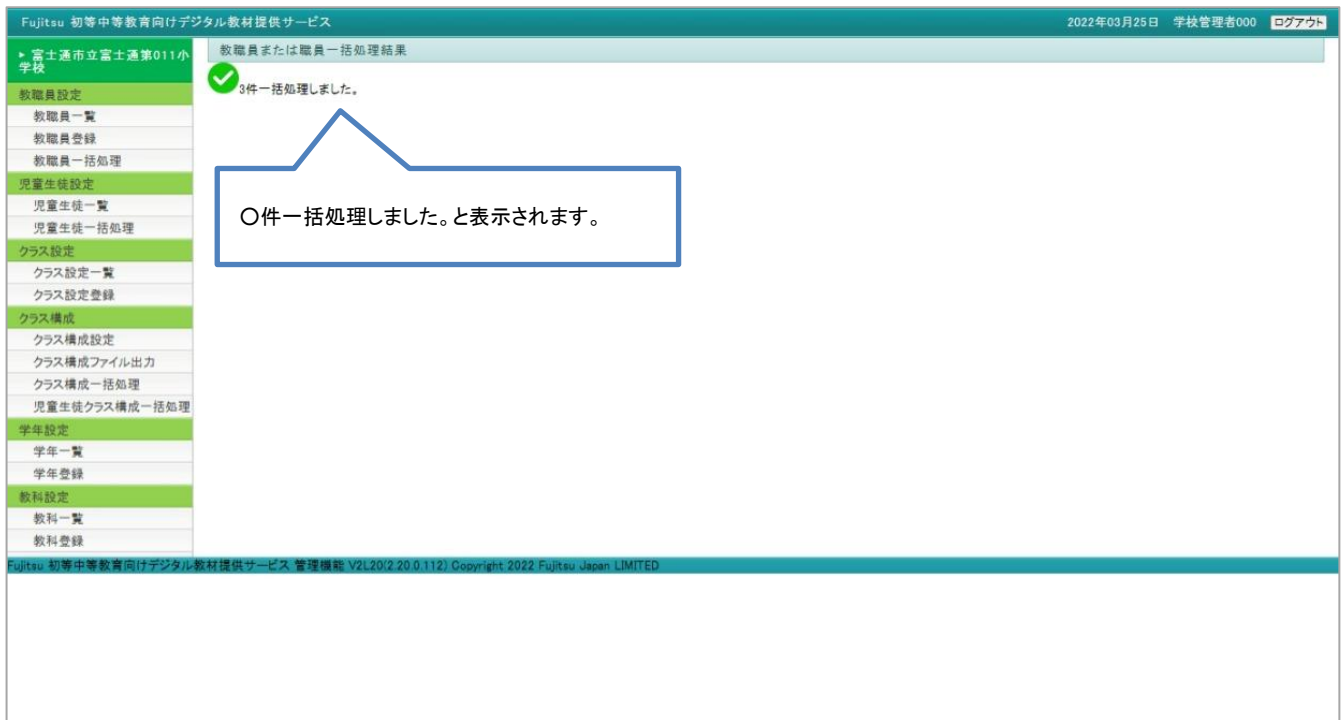 Fujitsu 初等中等教育向けデジタル教材提供サービス 2022年03月25日 学校管理者000 ログアウト
▶ 富士通市立富士通第011小
学校
教職員または職員一括処理結果
3件一括処理しました。
〇件一括処理しました。と表示されます。
教職員設定
教職員一覧
教職員登録
教職員一括処理
児童生徒設定
児童生徒一覧
児童生徒一括処理
クラス設定
クラス設定一覧
クラス設定登録
クラス構成
クラス構成設定
クラス構成ファイル出力
クラス構成一括処理
児童生徒クラス構成一括処理
学年設定
学年一覧
学年登録
教科設定
教科一覧
教科登録
Fujitsu 初等中等教育向けデジタル教材提供サービス 管理機能 V2L20(2.20.0.112) Copyright 2022 Fujitsu Japan LIMITED